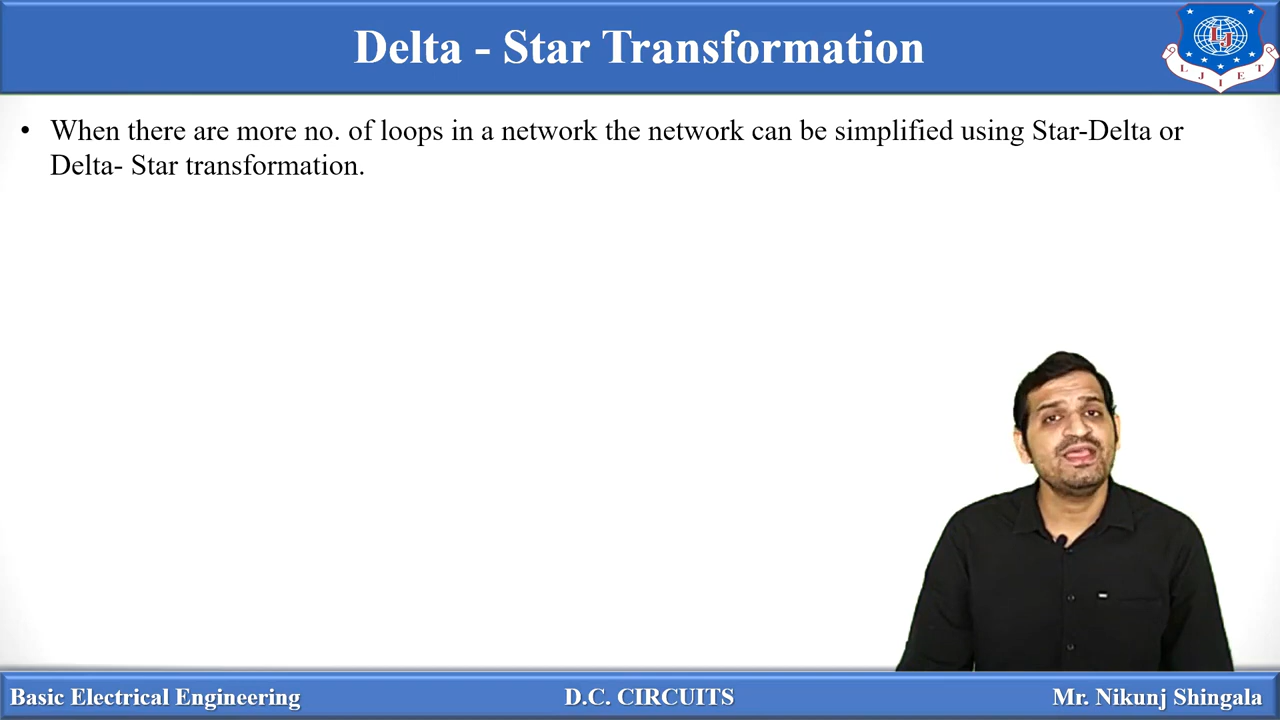 Delta - Star Transformation
L J I E T
• When there are more no. of loops in a network the network can be simplified using Star-Delta or
Delta- Star transformation.
Basic Electrical Engineering
D.C. CIRCUITS
Mr. Nikunj Shingala